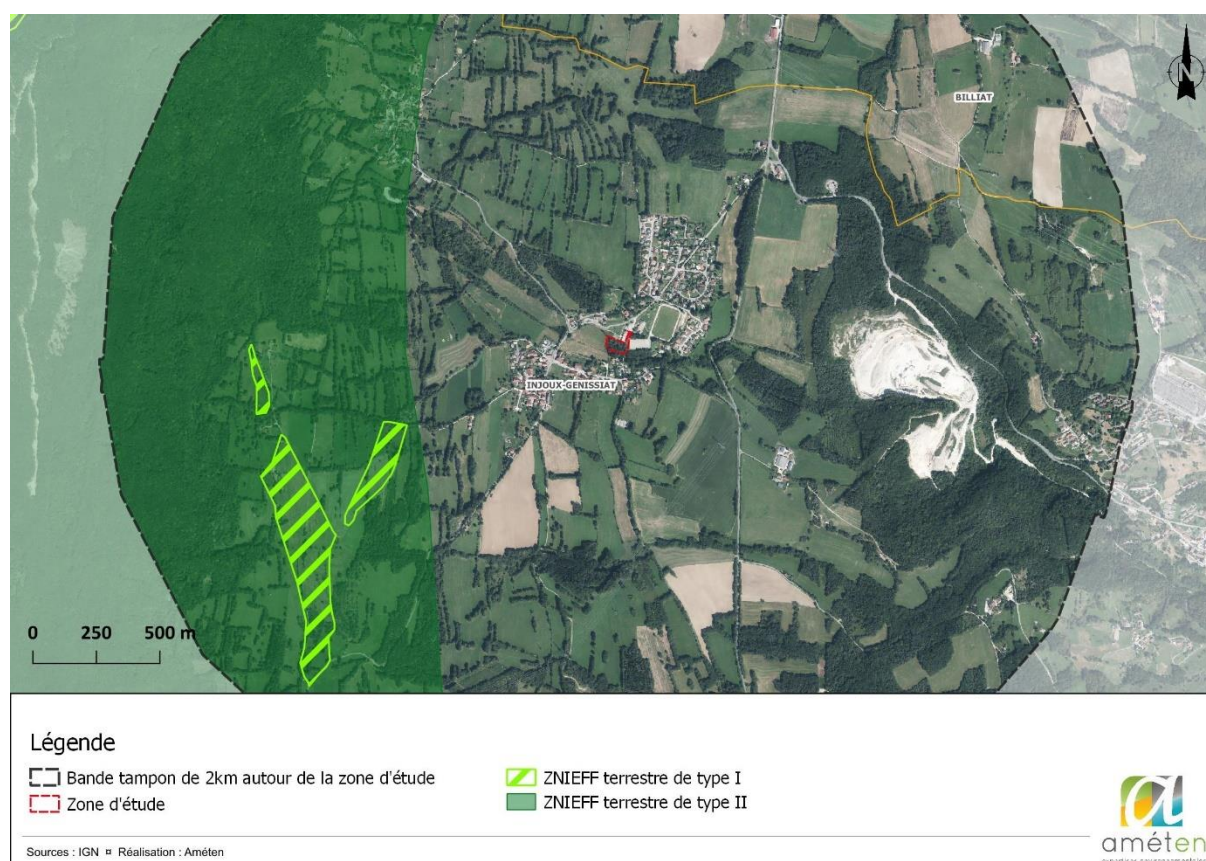 N
BILLIAT
INJOUX-GENISSIAT
0 250 500 m
Légende
Bande tampon de 2km autour de la zone d'étude
Zone d'étude
ZNIEFF terrestre de type I
ZNIEFF terrestre de type II
améten
Sources : IGN ¤ Réalisation : Améten